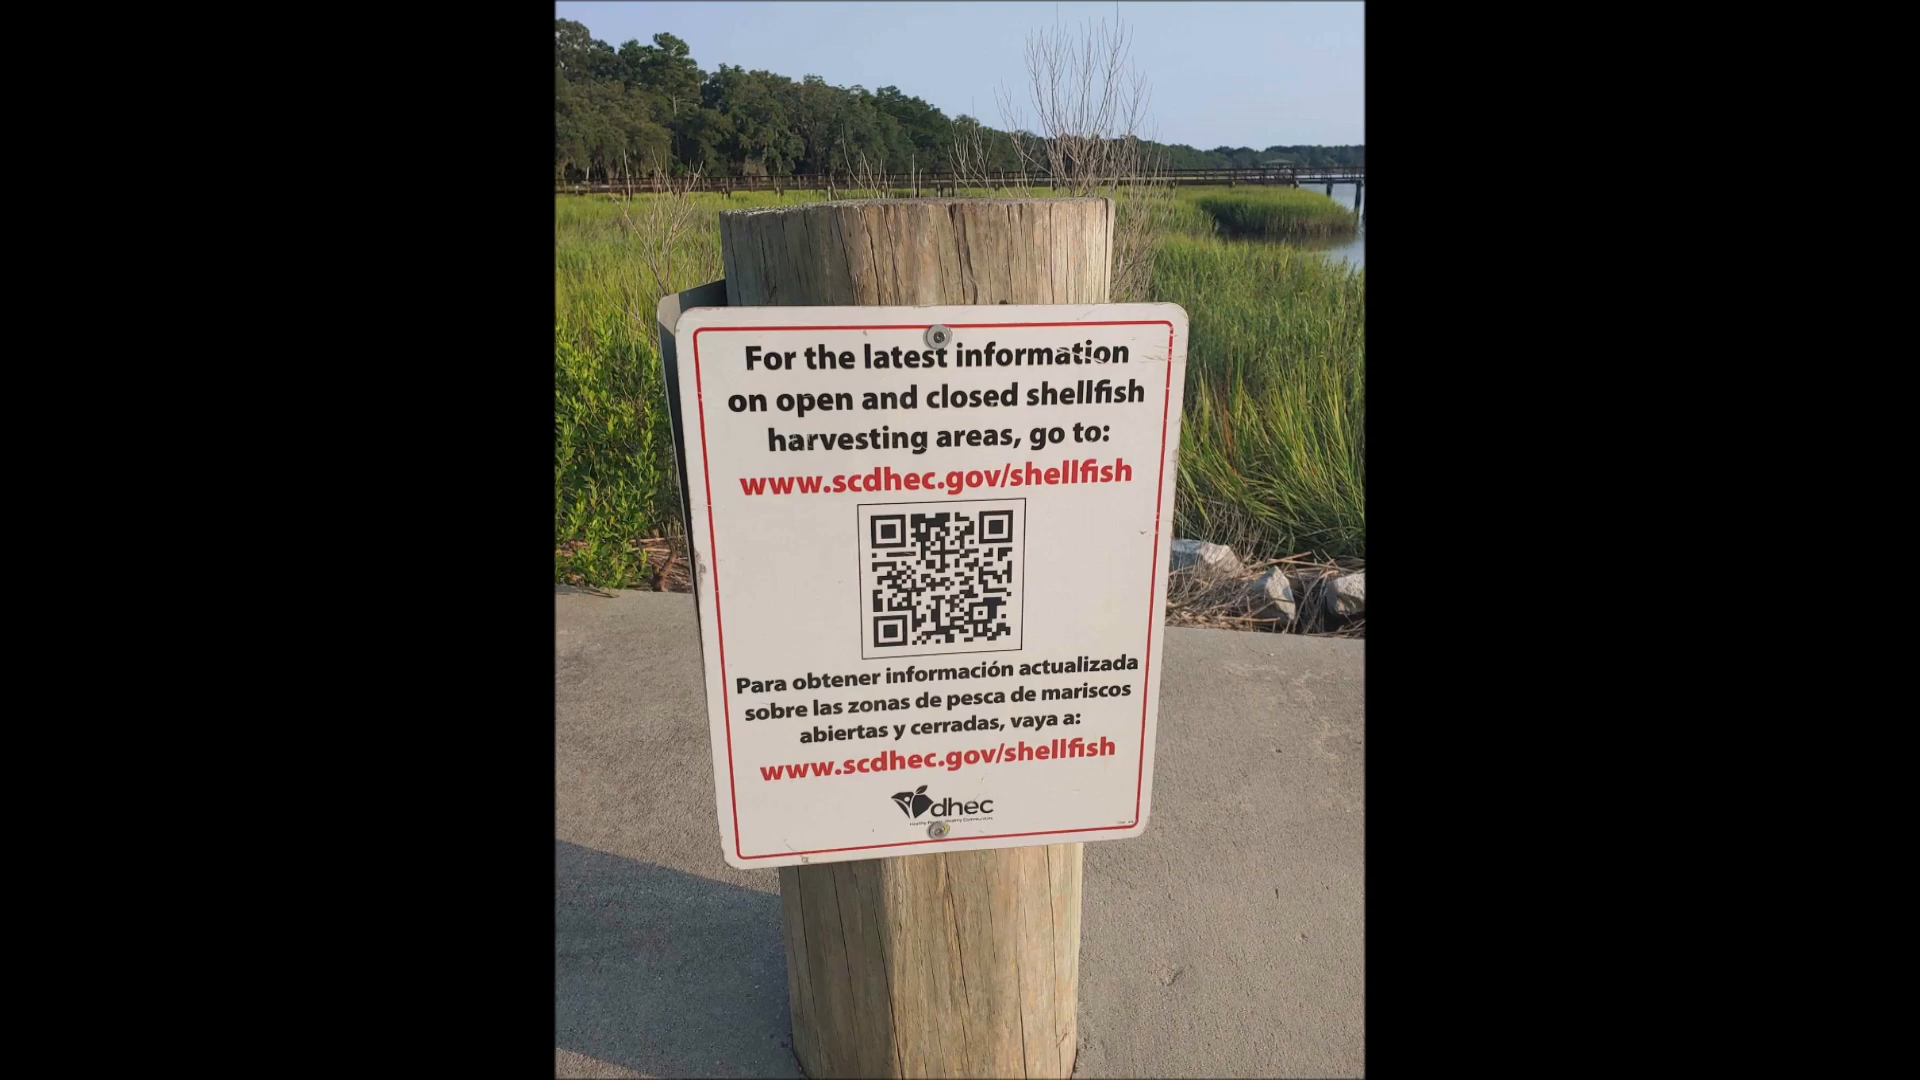 For the latest information
on open and closed shellfish
harvesting areas, go to:
www.scdhec.gov/shellfish
Para obtener información actualizada
sobre las zonas de pesca de mariscos
abiertas y cerradas, vaya a:
www.scdhec.gov/shellfish
dhec